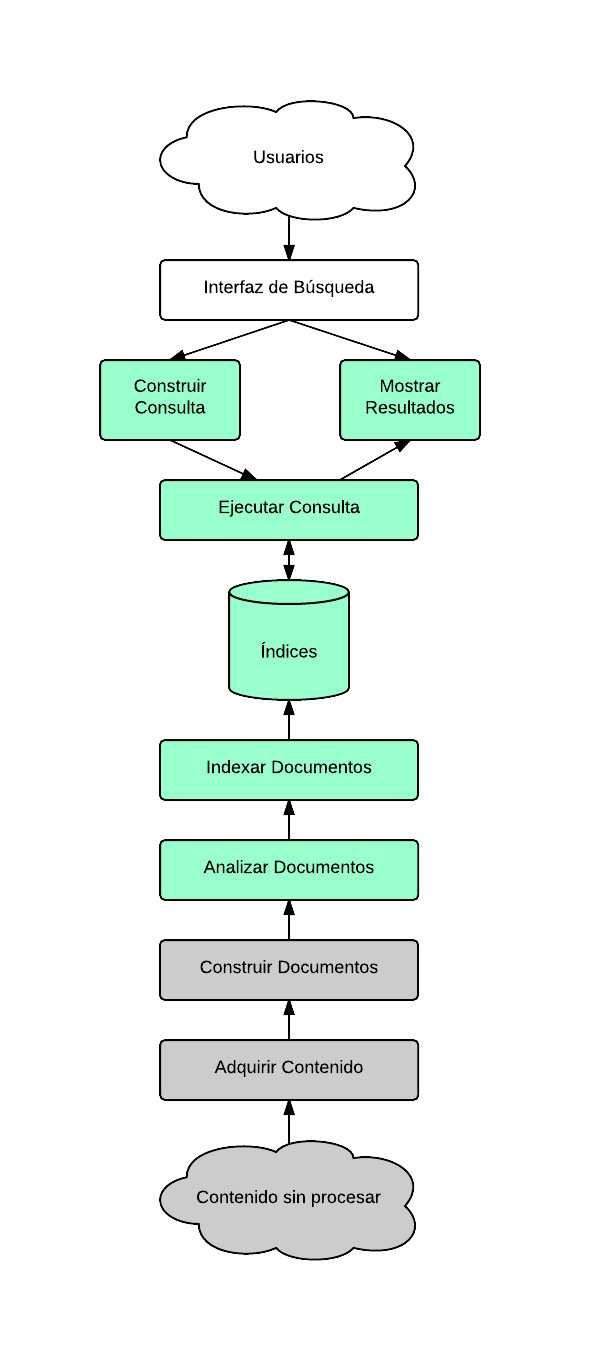 Usuarios
Interfaz de Búsqueda
Construir
Consulta
Mostrar
Resultados
Ejecutar Consulta
Índices
Indexar Documentos
Analizar Documentos
Construir Documentos
Adquirir Contenido
Contenido sin procesar